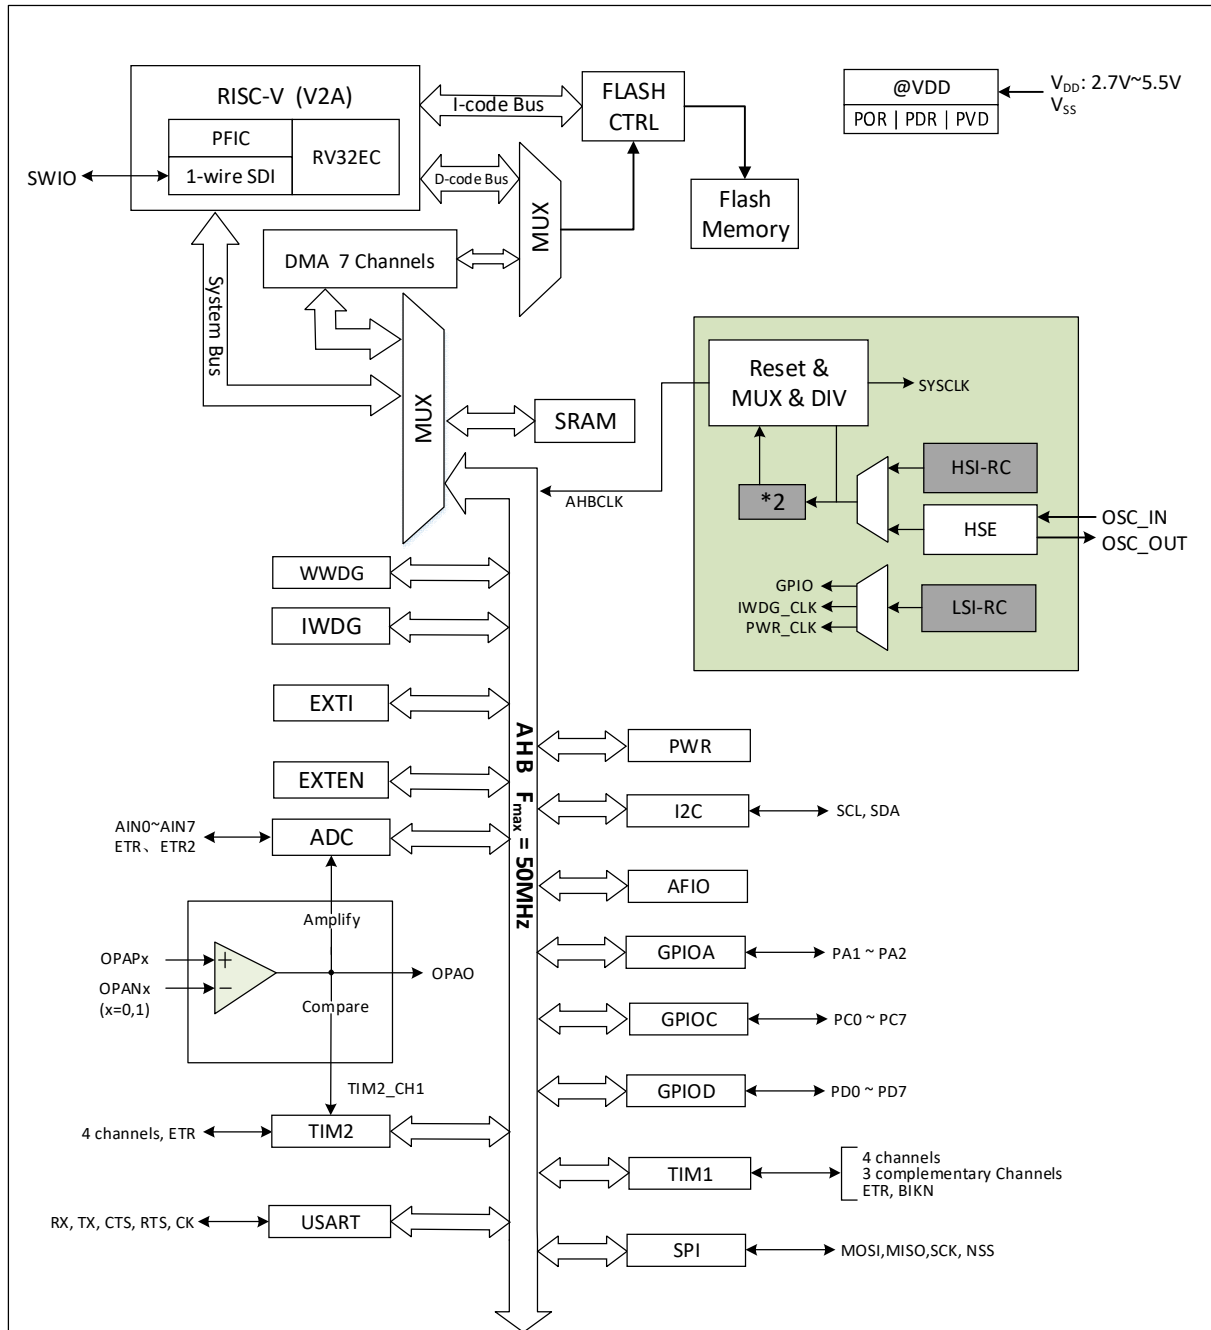 RISC-V (V2A)
PFIC
1-wire SDI
RV32EC
SWIO
I-code Bus
D-code Bus
FLASH
CTRL
Flash
Memory
@VDD
POR | PDR | PVD
VDD: 2.7V~5.5V
VSS
MUX
DMA 7 Channels
System Bus
MUX
SRAM
Reset &
MUX & DIV
SYSCLK
AHBCLK
*2
HSI-RC
HSE
OSC_IN
OSC_OUT
GPIO
IWDG_CLK
PWR_CLK
LSI-RC
WWDG
IWDG
EXTI
EXTEN
AIN0~AIN7
ETR、ETR2
ADC
Amplify
OPAPx
OPANx
(x=0,1)
+
−
OPAO
Compare
TIM2_CH1
4 channels, ETR
TIM2
RX, TX, CTS, RTS, CK
USART
AHB Fmax = 50MHz
PWR
I2C
SCL, SDA
AFIO
GPIOA
PA1 ~ PA2
GPIOC
PC0 ~ PC7
GPIOD
PD0 ~ PD7
TIM1
4 channels
3 complementary Channels
ETR, BIKN
SPI
MOSI,MISO,SCK, NSS